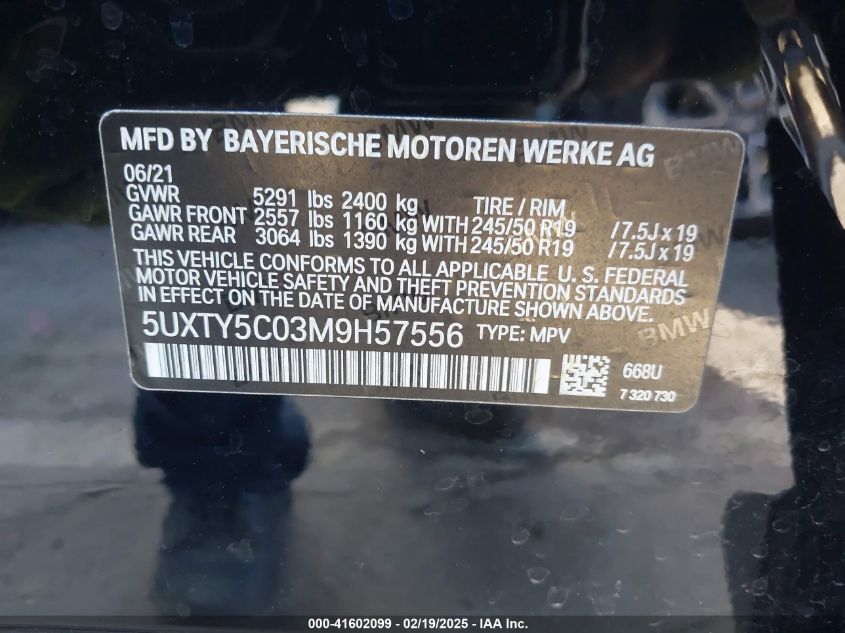 MFD BY BAYERISCHE MOTOREN WERKE AG
06/21
GVWR 5291 lbs 2400 kg TIRE / RIM
GAWR FRONT 2557 lbs 1160 kg WITH 245/50 R19 /7.5J x 19
GAWR REAR 3064 lbs 1390 kg WITH 245/50 R19 /7.5J x 19
THIS VEHICLE CONFORMS TO ALL APPLICABLE U. S. FEDERAL
MOTOR VEHICLE SAFETY AND THEFT PREVENTION STANDARDS
IN EFFECT ON THE DATE OF MANUFACTURE SHOWN ABOVE.
5UXTY5C03M9H57556 TYPE: MPV
668U
7 320 730
BMW
000-41602099 / 02/19/2025 / IAA Inc.